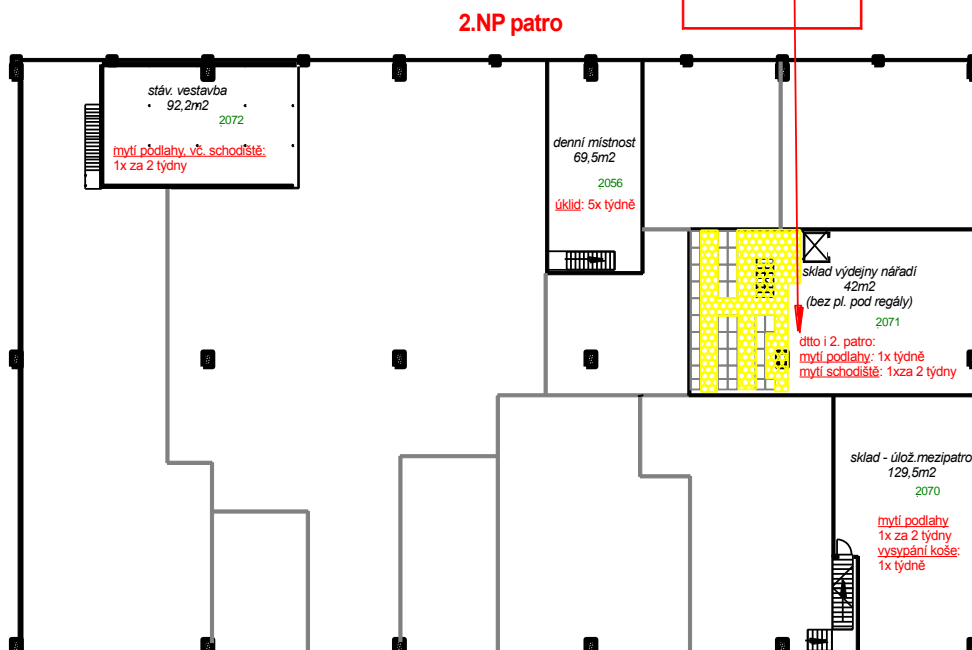 2.NP patro
stáv. vestavba
92,2m2
2072
mytí podlahy, vč. schodiště:
1x za 2 týdny
denní místnost
69,5m2
2056
úklid: 5x týdně
sklad výdejny nářadí
42m2
(bez pl. pod regály)
2071
dtto i 2. patro:
mytí podlahy: 1x týdně
mytí schodiště: 1xza 2 týdny
sklad - úlož.mezipatro
129,5m2
2070
mytí podlahy
1x za 2 týdny
vysypání koše:
1x týdně